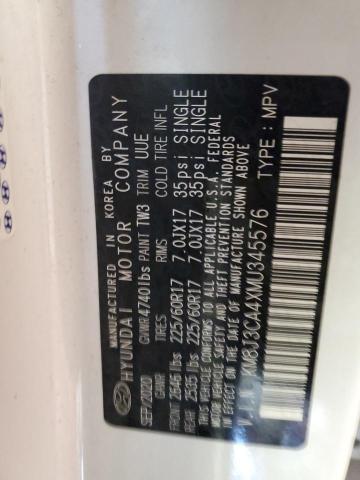 MANUFACTURED IN KOREA BY
HYUNDAI MOTOR COMPANY
SEP/2020 GVWR 4740lbs PAINT TW3 TRIM UUE
GAWR TIRES RIMS COLD TIRE INFL
FRONT 2646 lbs 225/60R17 7.0JX17 35psi SINGLE
REAR 2535 lbs 225/60R17 7.0JX17 35psi SINGLE
THIS VEHICLE CONFORMS TO ALL APPLICABLE U.S.A. FEDERAL
MOTOR VEHICLE SAFETY, BUMPER, AND THEFT PREVENTION STANDARDS
IN EFFECT ON THE DATE OF MANUFACTURE SHOWN ABOVE
V.I.N: KM8J3CA4XMU345576 TYPE: MPV